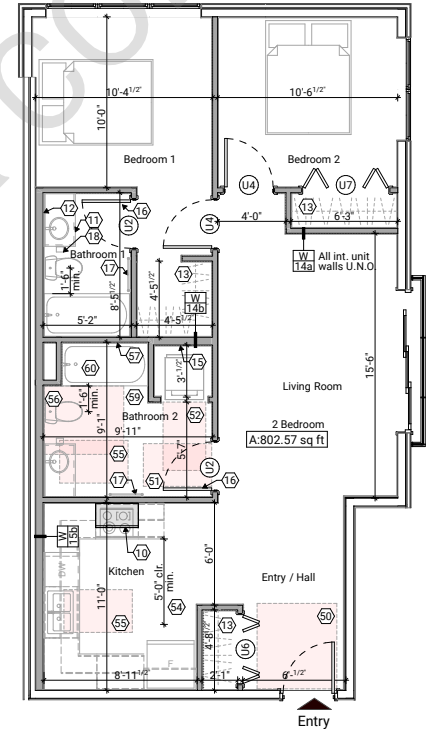 CO
10'-4 1/2"
10'-6 1/2"
10'-0"
Bedroom 1
Bedroom 2
U4
U7
12
16
13
11
U2
U4
4'-0"
6'-3"
18
Bathroom 1
W
14a
All int. unit
walls U.N.O.
17
13
1'-6"
min.
8'-5 1/2"
4'-5 1/2"
W
14b
5'-2"
4'-5 1/2"
57
15
60
3'-1/2"
15'-6"
Living Room
56
1'-6"
min.
59
52
9'-1"
Bathroom 2
9'-11"
2 Bedroom
A:802.57 sq ft
55
5'-7"
U2
17
51
16
W
15b
10
Kitchen
6'-0"
DW
11'-0"
5'-0" clr.
min.
Entry / Hall
54
55
13
50
4'-8 1/2"
U6
F
8'-11 1/2"
2'-1"
6'-1/2"
Entry